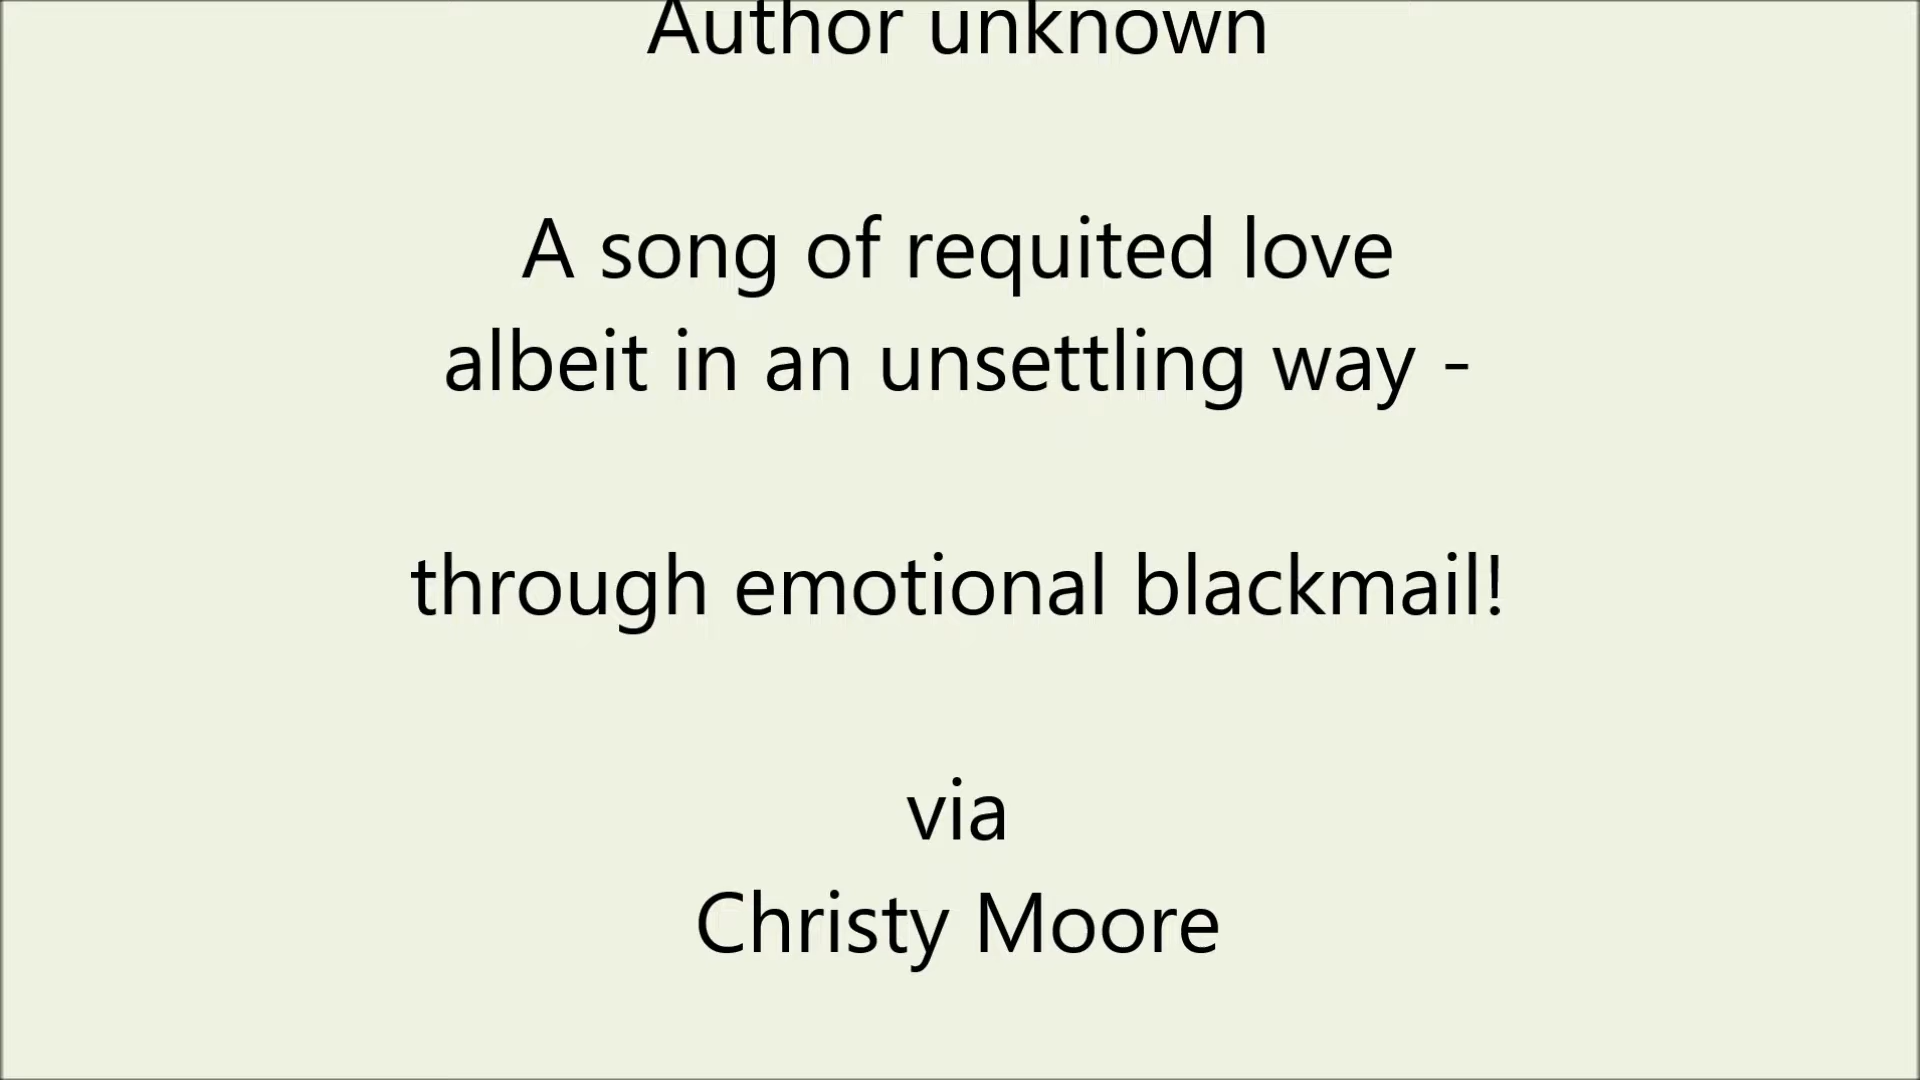 Author unknown
A song of requited love
albeit in an unsettling way -
through emotional blackmail!
via
Christy Moore